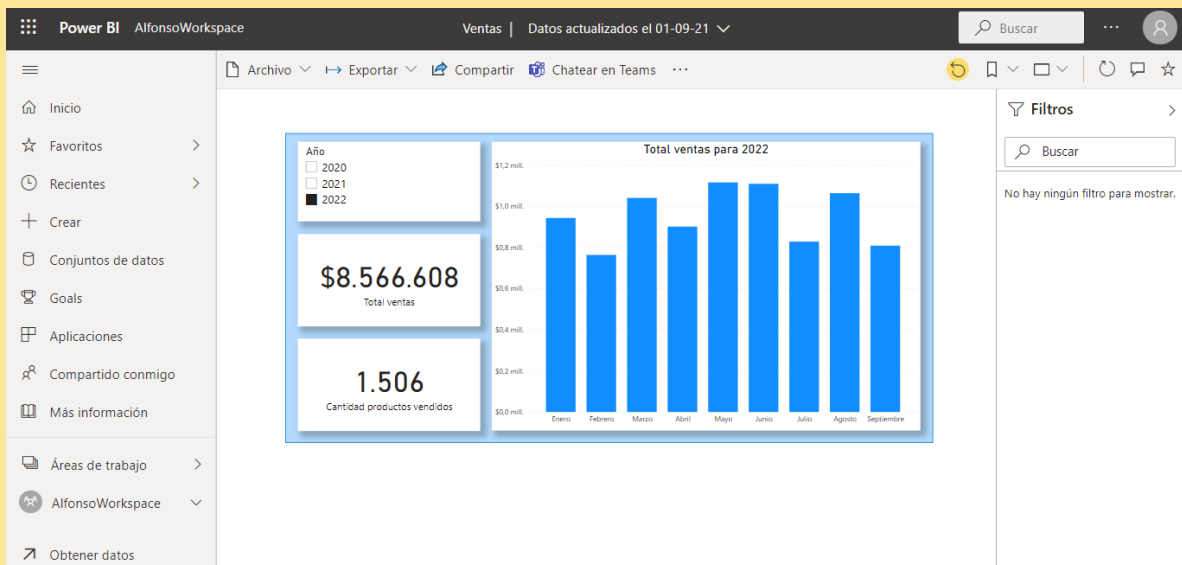 Power BI AlfonsoWorkspace
Ventas | Datos actualizados el 01-09-21
Buscar
Archivo
Exportar
Compartir
Chatear en Teams
Inicio
Favoritos
Recientes
Crear
Conjuntos de datos
Goals
Aplicaciones
Compartido conmigo
Más información
Áreas de trabajo
AlfonsoWorkspace
Obtener datos
Año
2020
2021
2022
$8.566.608
Total ventas
1.506
Cantidad productos vendidos
Total ventas para 2022
$1,2 mill.
$1,0 mill.
$0,8 mill.
$0,6 mill.
$0,4 mill.
$0,2 mill.
$0,0 mill.
Enero Febrero Marzo Abril Mayo Junio Julio Agosto Septiembre
Filtros
Buscar
No hay ningún filtro para mostrar.